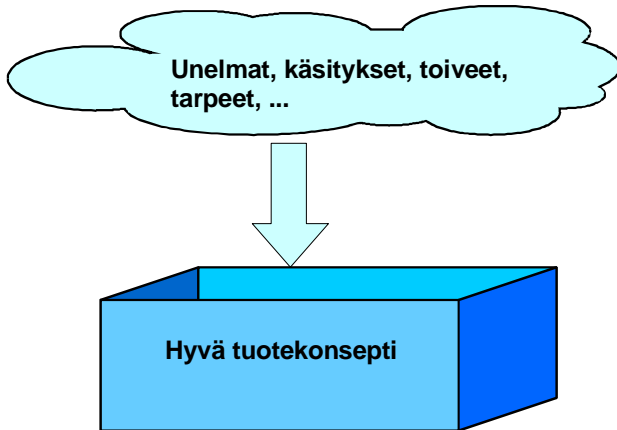 Unelmat, käsitykset, toiveet,
tarpeet, ...
Hyvä tuotekonsepti